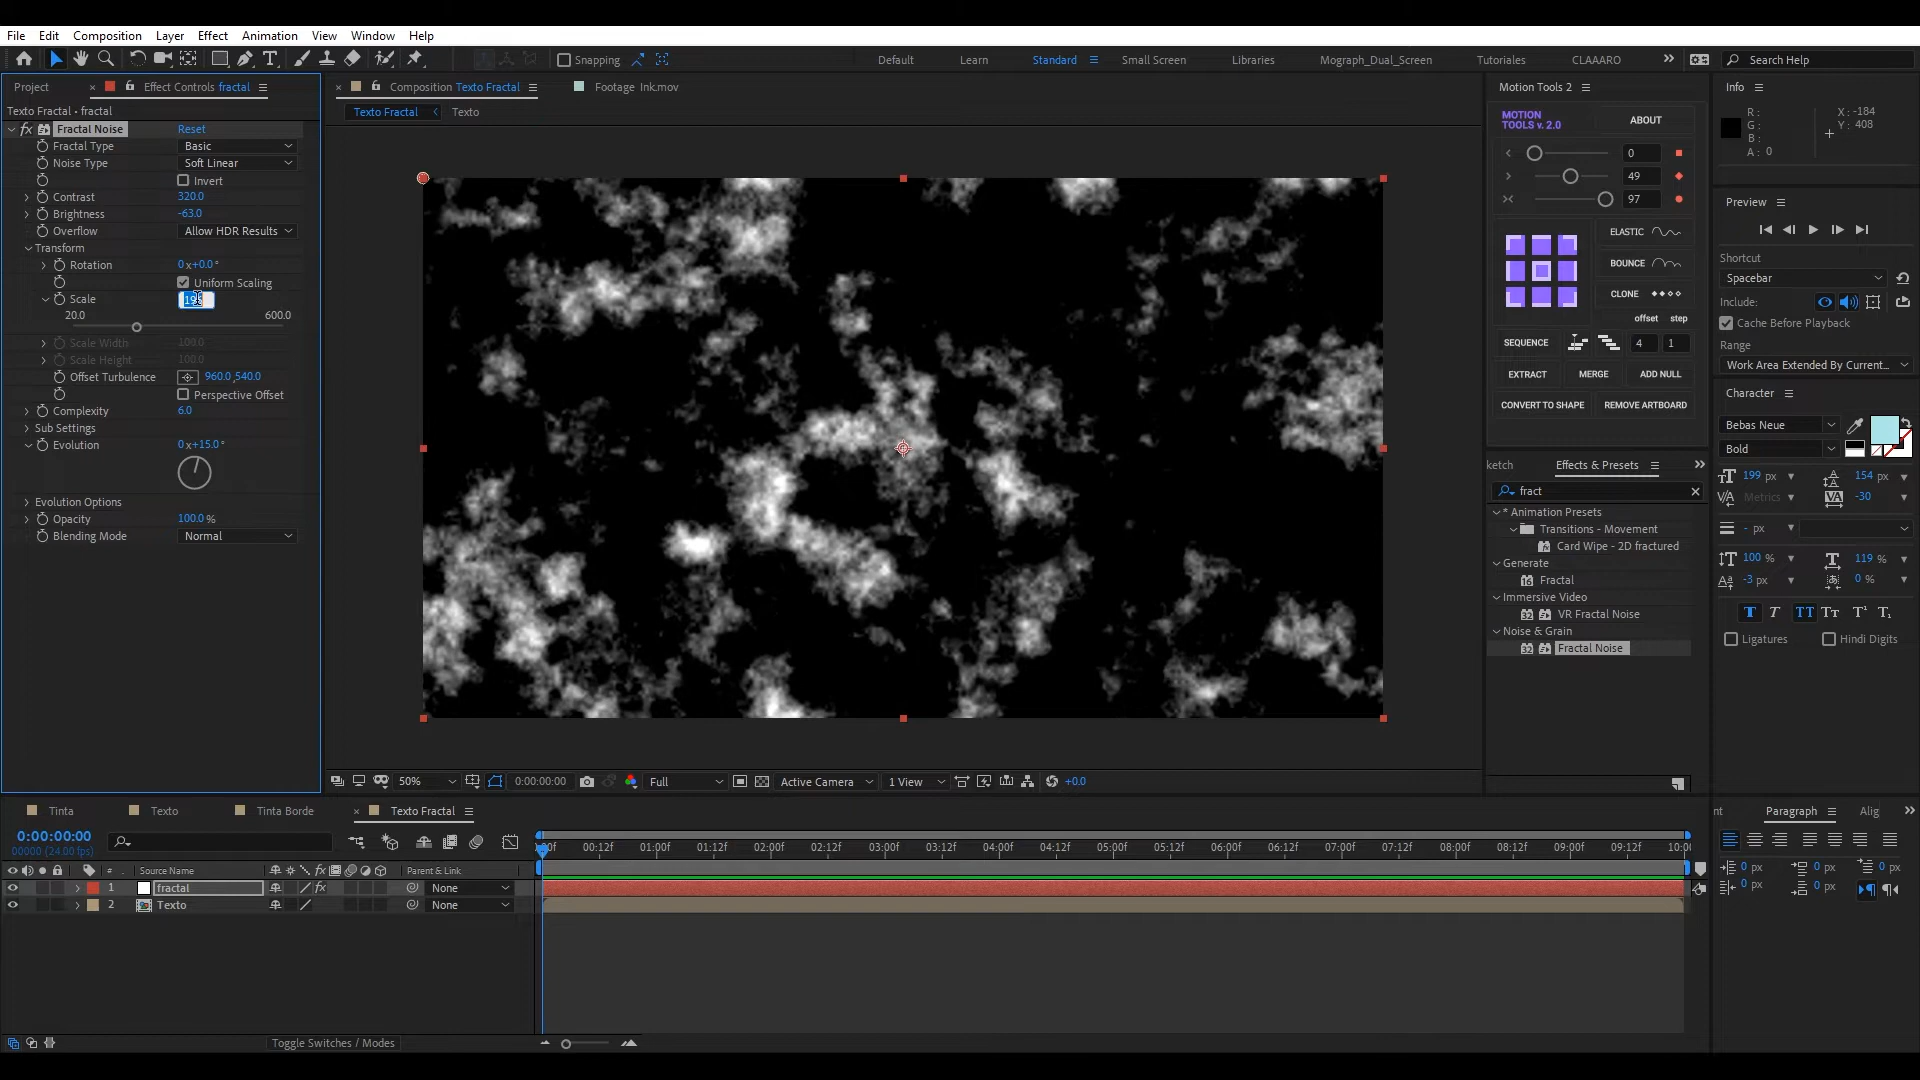 File Edit Composition Layer Effect Animation View Window Help
Snapping Default Learn Standard Small Screen Libraries Mograph_Dual_Screen Tutoriales CLAAARO Search Help
Project Effect Controls fractal
Texto Fractal • fractal
fx Fractal Noise Reset
Fractal Type Basic
Noise Type Soft Linear
Invert
Contrast 320.0
Brightness -63.0
Overflow Allow HDR Results
Transform
Rotation 0x+0.0°
Uniform Scaling
Scale
20.0 600.0
Scale Width 100.0
Scale Height 100.0
Offset Turbulence 960.0,540.0
Perspective Offset
Complexity 6.0
Sub Settings
Evolution 0x+15.0°
Evolution Options
Opacity 100.0%
Blending Mode Normal
Composition Texto Fractal Footage Ink.mov
Texto Fractal Texto
50% 0:00:00:00 Full Active Camera 1 View +0.0
Motion Tools 2
MOTION TOOLS v. 2.0 ABOUT
0
49
97
ELASTIC
BOUNCE
CLONE
offset step
SEQUENCE 4 1
EXTRACT MERGE ADD NULL
CONVERT TO SHAPE REMOVE ARTBOARD
ketch Effects & Presets
fract
* Animation Presets
Transitions - Movement
Card Wipe - 2D fractured
Generate
Fractal
Immersive Video
VR Fractal Noise
Noise & Grain
Fractal Noise
Info
R: X: -184
G: Y: 408
B:
A: 0
Preview
Shortcut
Spacebar
Include:
Cache Before Playback
Range
Work Area Extended By Current...
Character
Bebas Neue
Bold
199 px 154 px
Metrics -30
- px
100 % 119 %
-3 px 0 %
T T TT Tt T¹ T₁
Ligatures Hindi Digits
Tinta Texto Tinta Borde Texto Fractal
0:00:00:00
00000 (24.00 fps)
# Source Name Parent & Link
1 fractal None
2 Texto None
:00f 00:12f 01:00f 01:12f 02:00f 02:12f 03:00f 03:12f 04:00f 04:12f 05:00f 05:12f 06:00f 06:12f 07:00f 07:12f 08:00f 08:12f 09:00f 09:12f 10:00
Toggle Switches / Modes
nt Paragraph Alig
0 px 0 px 0 px
0 px 0 px